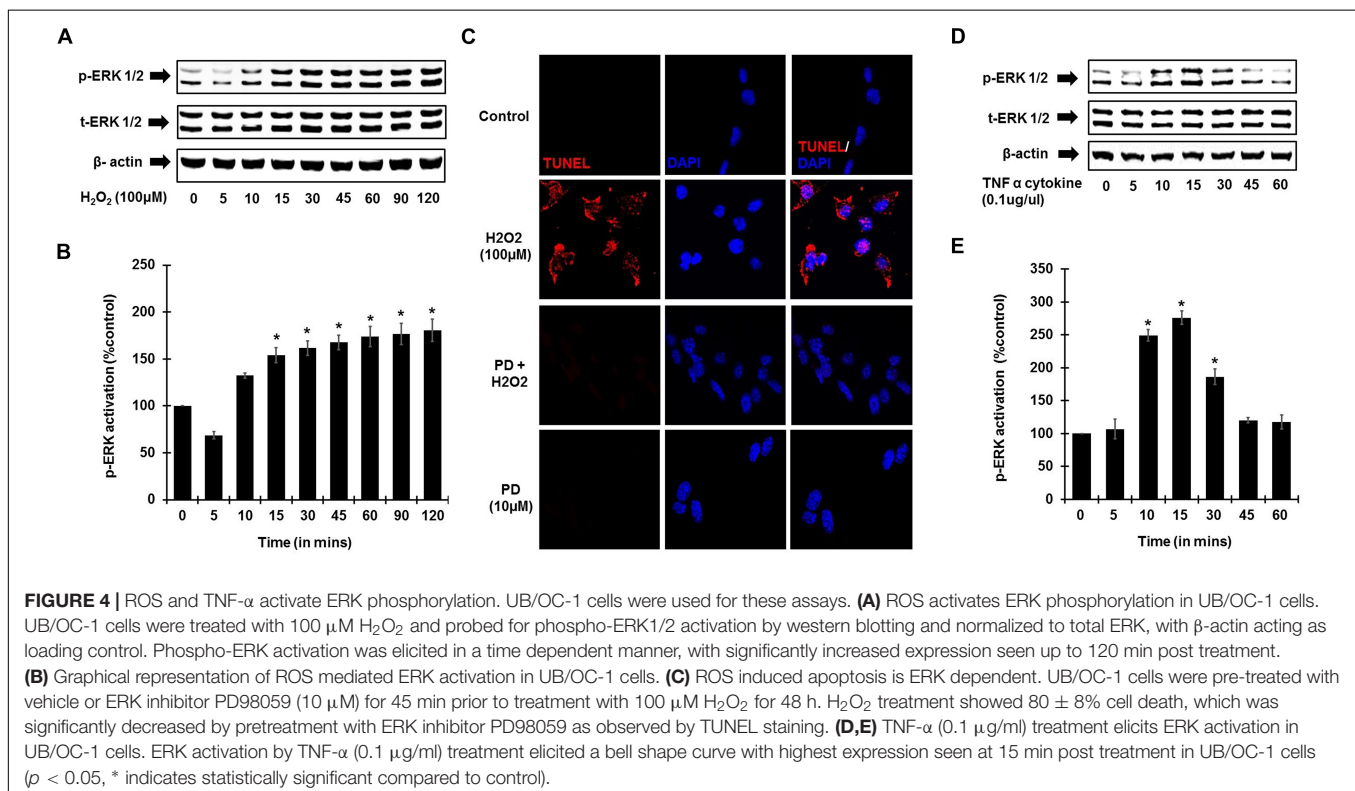 A
p-ERK 1/2
t-ERK 1/2
β- actin
H₂O₂ (100μM) 0 5 10 15 30 45 60 90 120
B
p-ERK activation (%control)
250
200
150
100
50
0
* * * * * *
0 5 10 15 30 45 60 90 120
Time (in mins)
C
Control
TUNEL
DAPI
TUNEL/
DAPI
H2O2
(100μM)
PD +
H2O2
PD
(10μM)
D
p-ERK 1/2
t-ERK 1/2
β-actin
TNF α cytokine 0 5 10 15 30 45 60
(0.1ug/ul)
E
p-ERK activation (%control)
350
300
250
200
150
100
50
0
* * *
0 5 10 15 30 45 60
Time (in mins)
FIGURE 4 | ROS and TNF-α activate ERK phosphorylation. UB/OC-1 cells were used for these assays. (A) ROS activates ERK phosphorylation in UB/OC-1 cells.
UB/OC-1 cells were treated with 100 μM H₂O₂ and probed for phospho-ERK1/2 activation by western blotting and normalized to total ERK, with β-actin acting as
loading control. Phospho-ERK activation was elicited in a time dependent manner, with significantly increased expression seen up to 120 min post treatment.
(B) Graphical representation of ROS mediated ERK activation in UB/OC-1 cells. (C) ROS induced apoptosis is ERK dependent. UB/OC-1 cells were pre-treated with
vehicle or ERK inhibitor PD98059 (10 μM) for 45 min prior to treatment with 100 μM H₂O₂ for 48 h. H₂O₂ treatment showed 80 ± 8% cell death, which was
significantly decreased by pretreatment with ERK inhibitor PD98059 as observed by TUNEL staining. (D,E) TNF-α (0.1 μg/ml) treatment elicits ERK activation in
UB/OC-1 cells. ERK activation by TNF-α (0.1 μg/ml) treatment elicited a bell shape curve with highest expression seen at 15 min post treatment in UB/OC-1 cells
(p < 0.05, * indicates statistically significant compared to control).